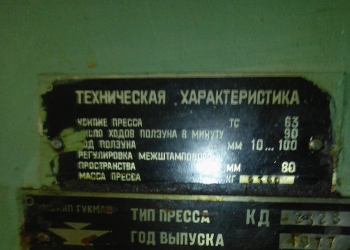 ТЕХНИЧЕСКАЯ ХАРАКТЕРИСТИКА
УСИЛИЕ ПРЕССА ТС 63
ЧИСЛО ХОДОВ ПОЛЗУНА В МИНУТУ 90
ХОД ПОЛЗУНА ММ 10...100
РЕГУЛИРОВКА МЕЖШТАМПОВОГО
ПРОСТРАНСТВА ММ 80
МАССА ПРЕССА КГ
ТИП ПРЕССА КД
ГОД ВЫПУСКА 1977